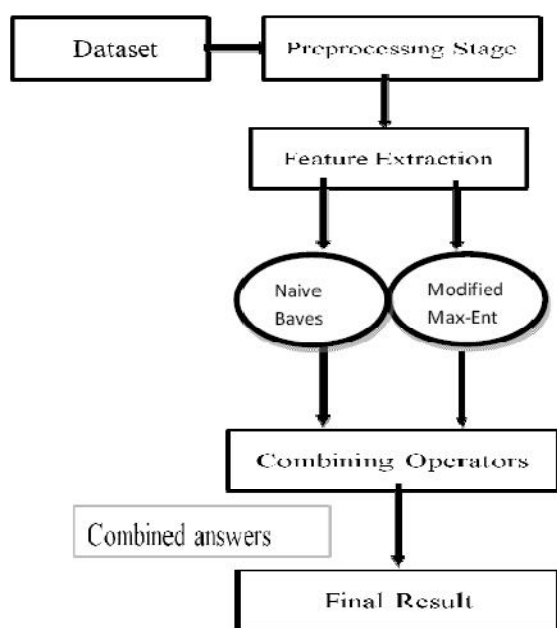 Dataset
Preprocessing Stage
Feature Extraction
Naive
Baves
Modified
Max-Ent
Combining Operators
Combined answers
Final Result